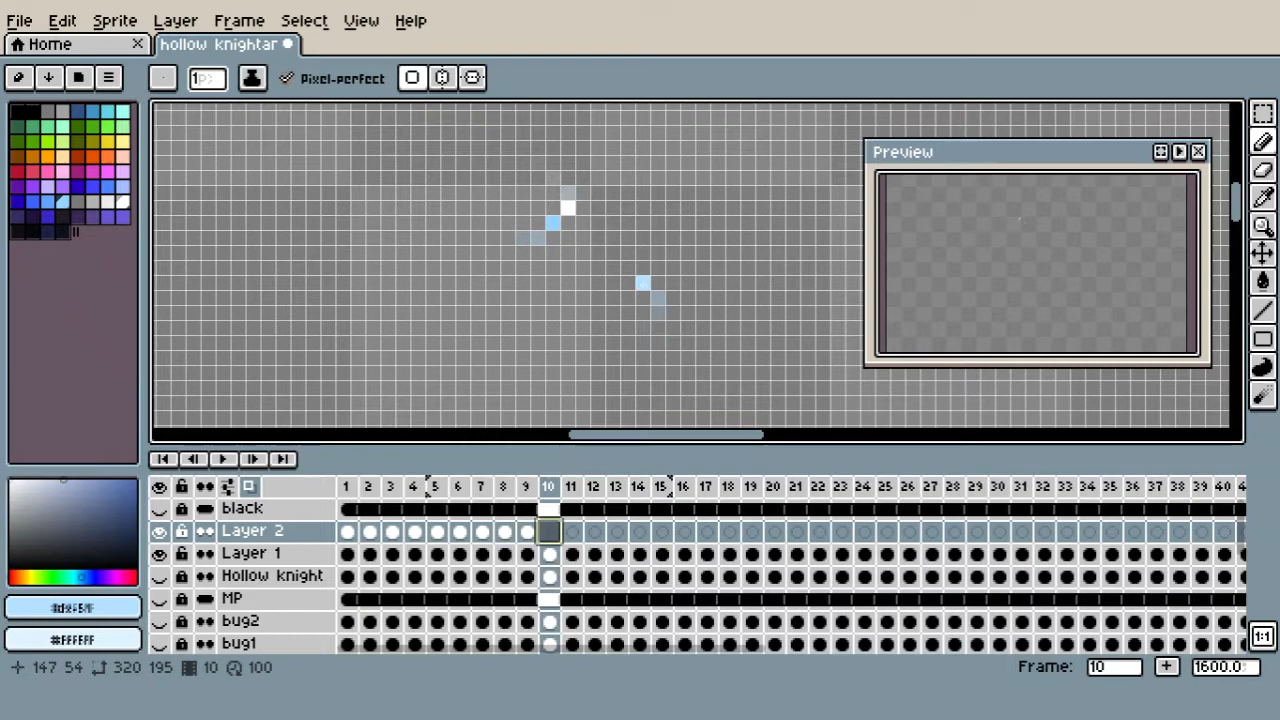 File Edit Sprite Layer Frame Select View Help
Home hollow knightar
Pixel-perfect
Preview
1 2 3 4 5 6 7 8 9 10 11 12 13 14 15 16 17 18 19 20 21 22 23 24 25 26 27 28 29 30 31 32 33 34 35 36 37 38 39 40
black
Layer 2
Layer 1
Hollow knight
MP
bug2
bug1
#FFFFFF
1:1
147 54 320 195 10 100 Frame: 10 1600.0